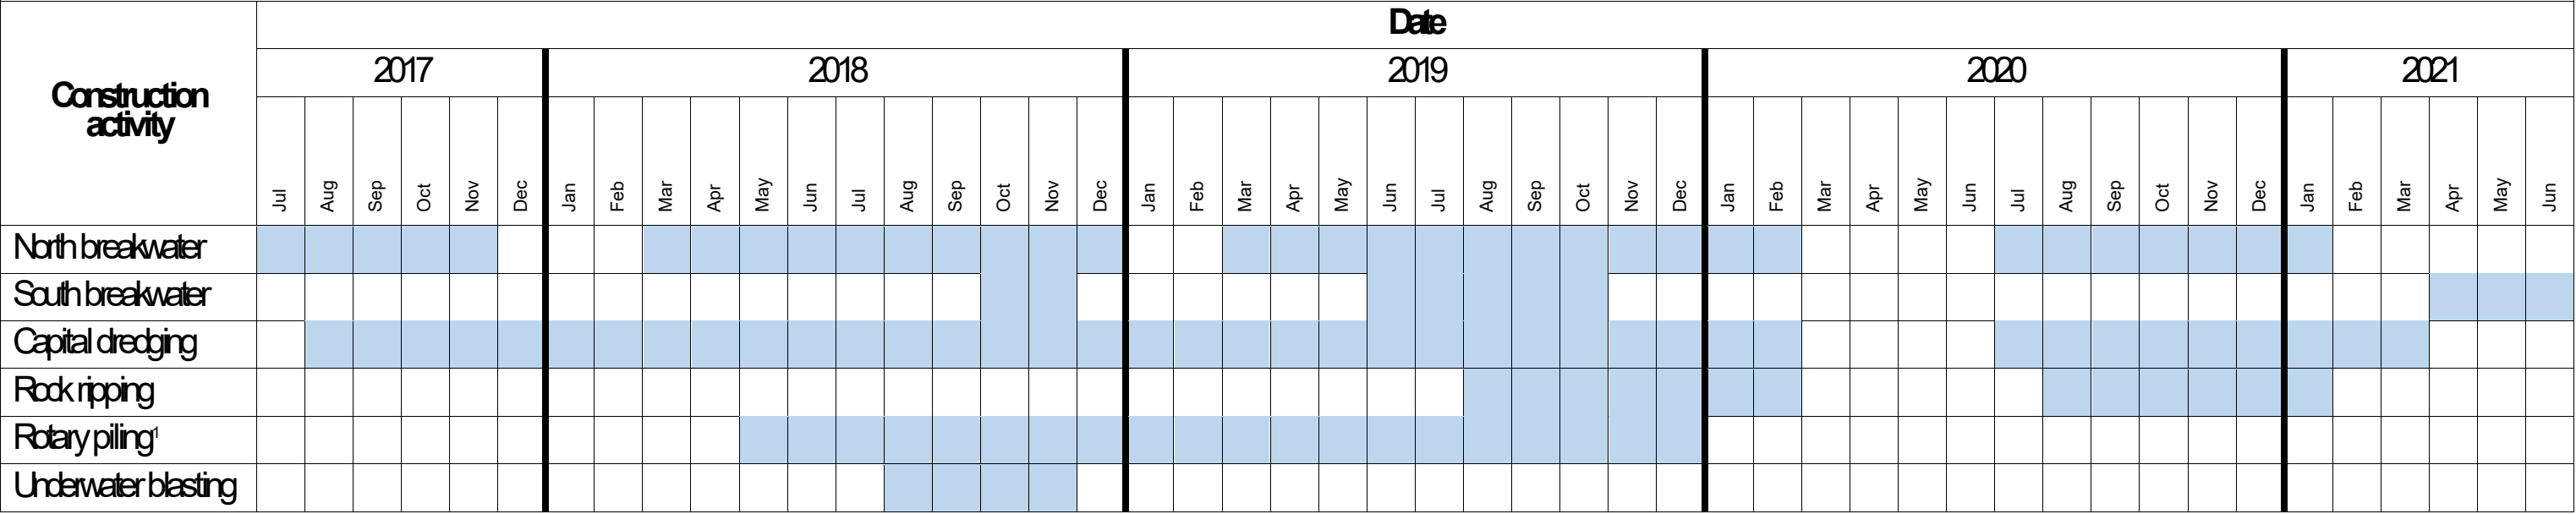 Date
2017 2018 2019 2020 2021
Construction
activity
Jul Aug Sep Oct Nov Dec Jan Feb Mar Apr May Jun Jul Aug Sep Oct Nov Dec Jan Feb Mar Apr May Jun Jul Aug Sep Oct Nov Dec Jan Feb Mar Apr May Jun Jul Aug Sep Oct Nov Dec Jan Feb Mar Apr May Jun
North breakwater
South breakwater
Capital dredging
Rock ripping
Rotary piling¹
Underwater blasting